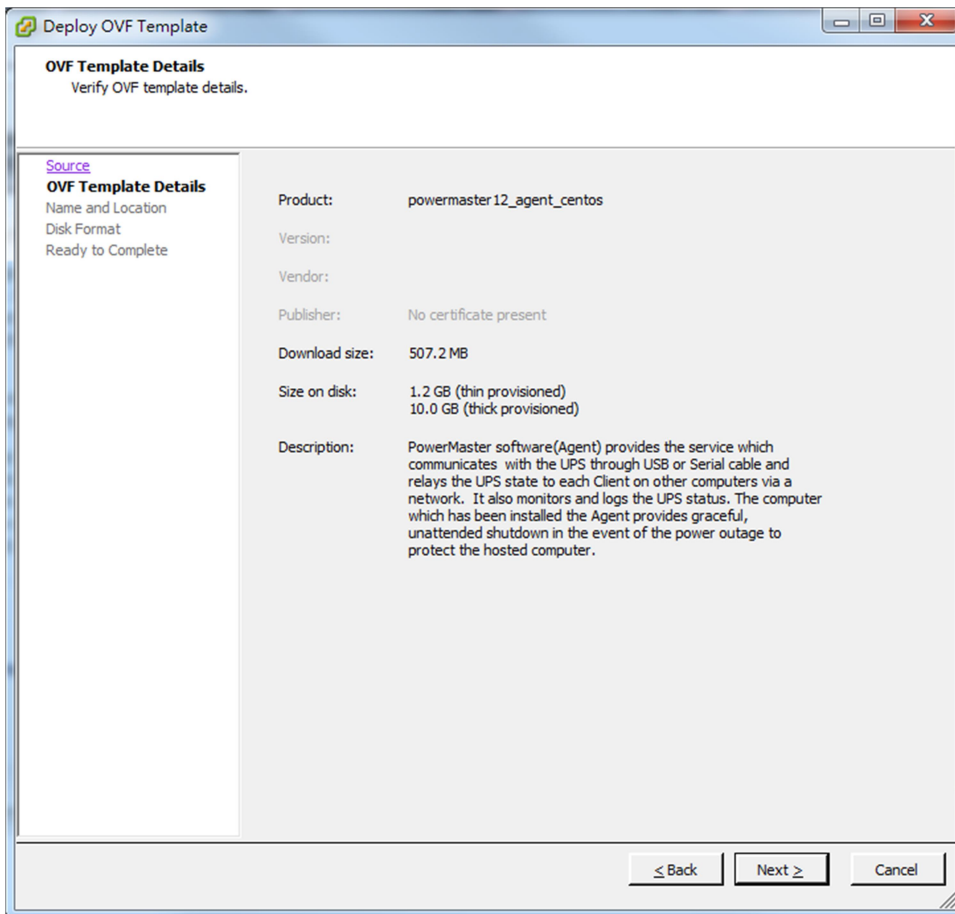 Deploy OVF Template
OVF Template Details
Verify OVF template details.
Source
OVF Template Details
Name and Location
Disk Format
Ready to Complete
Product: powermaster12_agent_centos
Version:
Vendor:
Publisher: No certificate present
Download size: 507.2 MB
Size on disk: 1.2 GB (thin provisioned)
10.0 GB (thick provisioned)
Description: PowerMaster software(Agent) provides the service which
communicates  with the UPS through USB or Serial cable and
relays the UPS state to each Client on other computers via a
network.  It also monitors and logs the UPS status. The computer
which has been installed the Agent provides graceful,
unattended shutdown in the event of the power outage to
protect the hosted computer.
< Back Next > Cancel